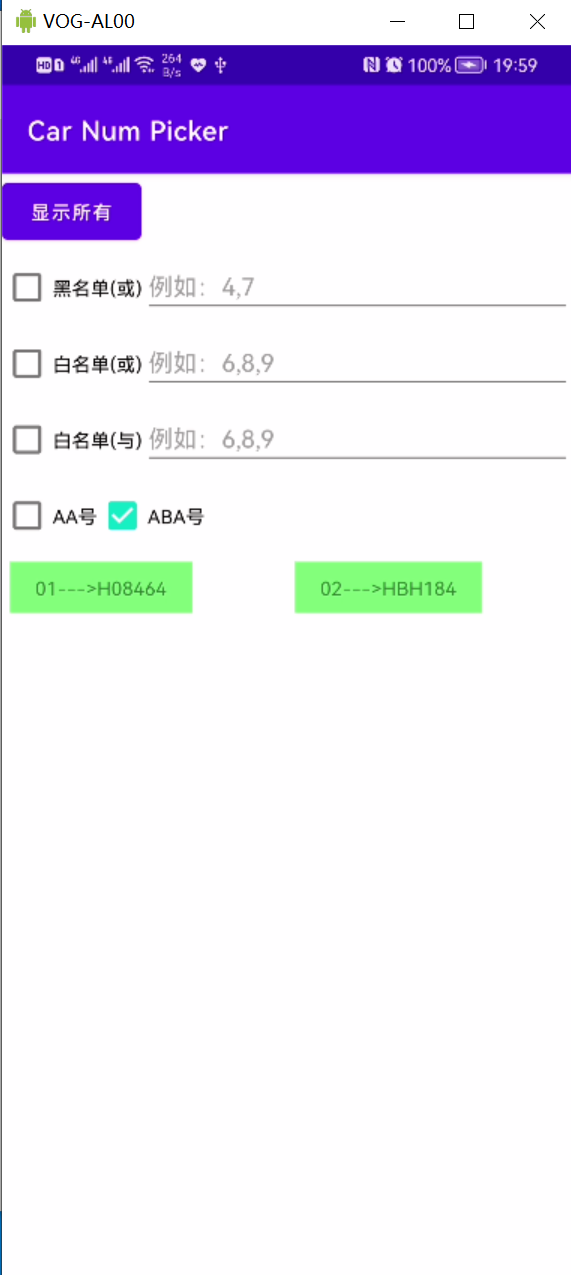 VOG-AL00
HD 1 4G 4G 264 B/s 100% 19:59
Car Num Picker
显示所有
黑名单(或) 例如：4,7
白名单(或) 例如：6,8,9
白名单(与) 例如：6,8,9
AA号 ABA号
01--->H08464 02--->HBH184